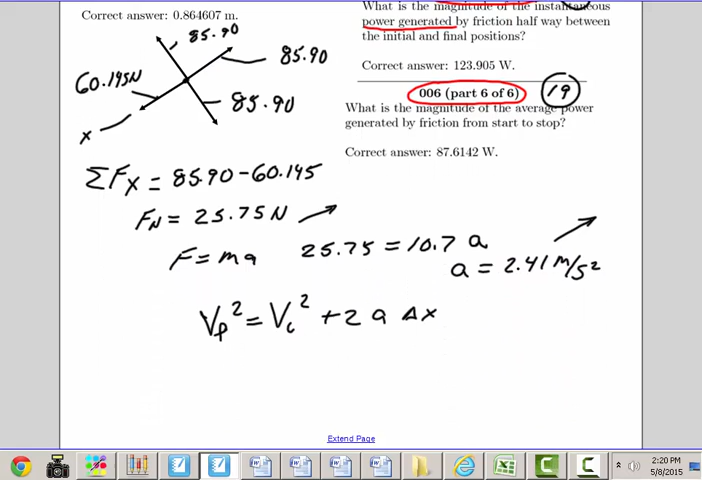 Correct answer: 0.864607 m.
What is the magnitude of the instantaneous
power generated by friction half way between
the initial and final positions?
Correct answer: 123.905 W.
006 (part 6 of 6)
19
What is the magnitude of the average power
generated by friction from start to stop?
Correct answer: 87.6142 W.
85.90
85.90
60.145N
85.90
x
ΣFx = 85.90-60.145
FN = 25.75N
F = ma
25.75 = 10.7 a
a = 2.41 m/s²
Vf² = Vi² + 2 a Δx
Extend Page
2:20 PM
5/8/2015